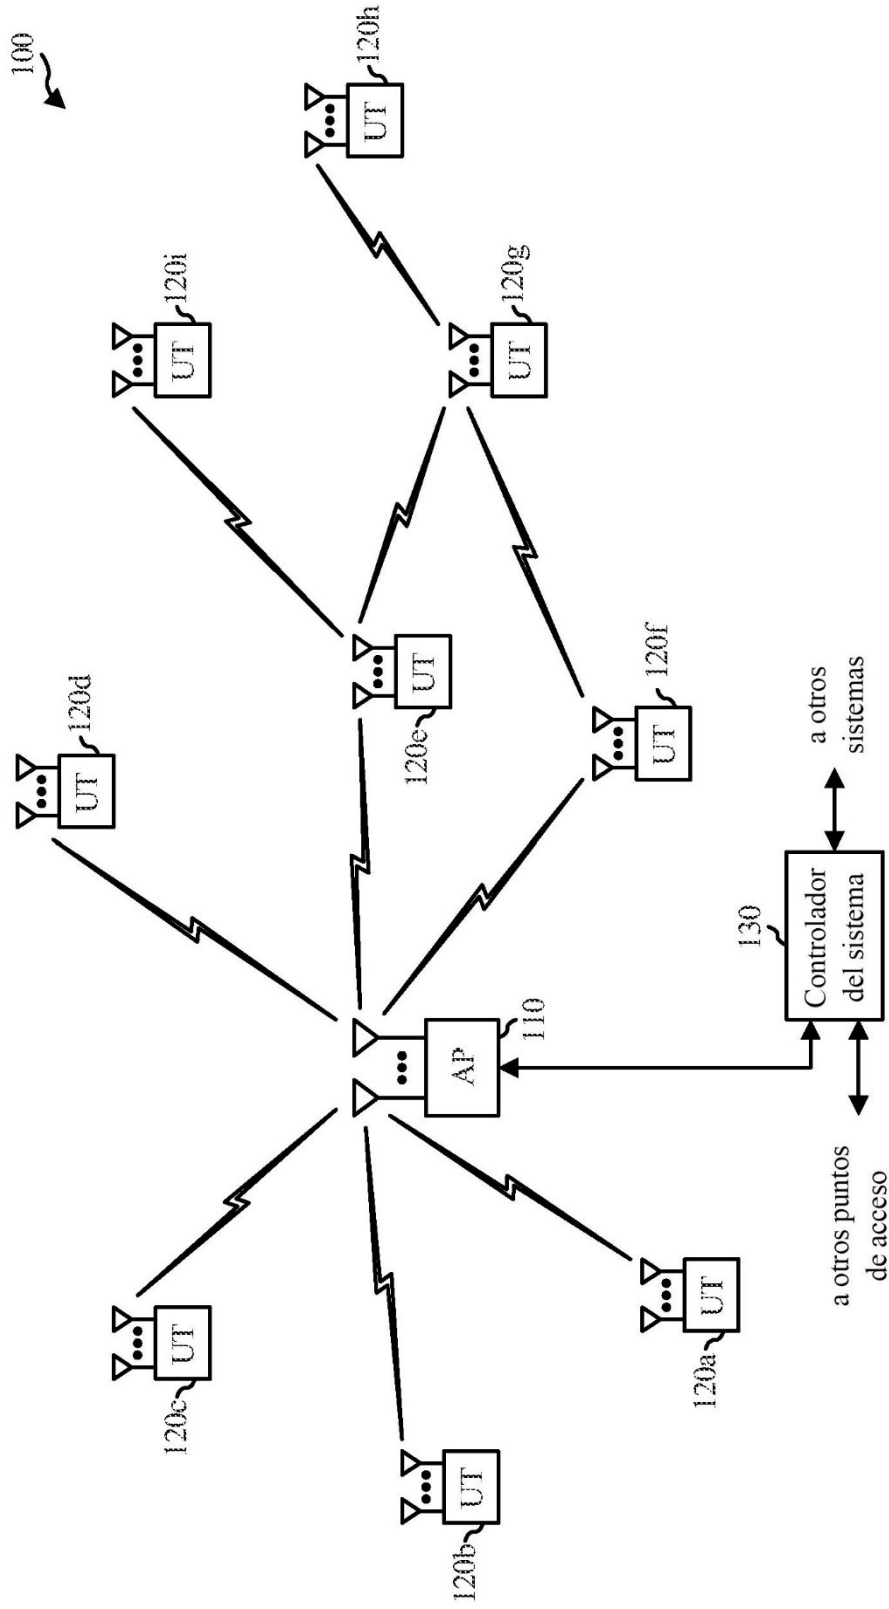 100
UT
120d
UT
120i
UT
120h
UT
120c
UT
120e
UT
120g
UT
120b
AP
110
UT
120f
UT
120a
130
Controlador
del sistema
a otros
sistemas
a otros puntos
de acceso